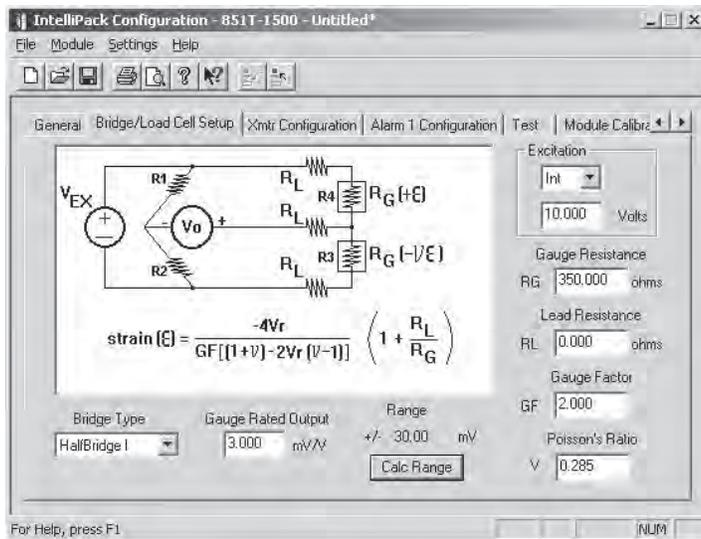 IntelliPack Configuration - 851T-1500 - Untitled*
File Module Settings Help
General Bridge/Load Cell Setup Xmtr Configuration Alarm 1 Configuration Test Module Calibra
VEX
+
-
R1
R2
- Vo +
RL
RL
RL
R4
R3
RG (+ε)
RG (-νε)
strain (ε) = -4Vr / GF[(1+ν) - 2Vr (ν-1)] (1 + RL / RG)
Bridge Type
HalfBridge I
Gauge Rated Output
3.000 mV/V
Range
+/- 30.00 mV
Calc Range
Excitation
Int
10.000 Volts
Gauge Resistance
RG 350.000 ohms
Lead Resistance
RL 0.000 ohms
Gauge Factor
GF 2.000
Poisson's Ratio
V 0.285
For Help, press F1
NUM